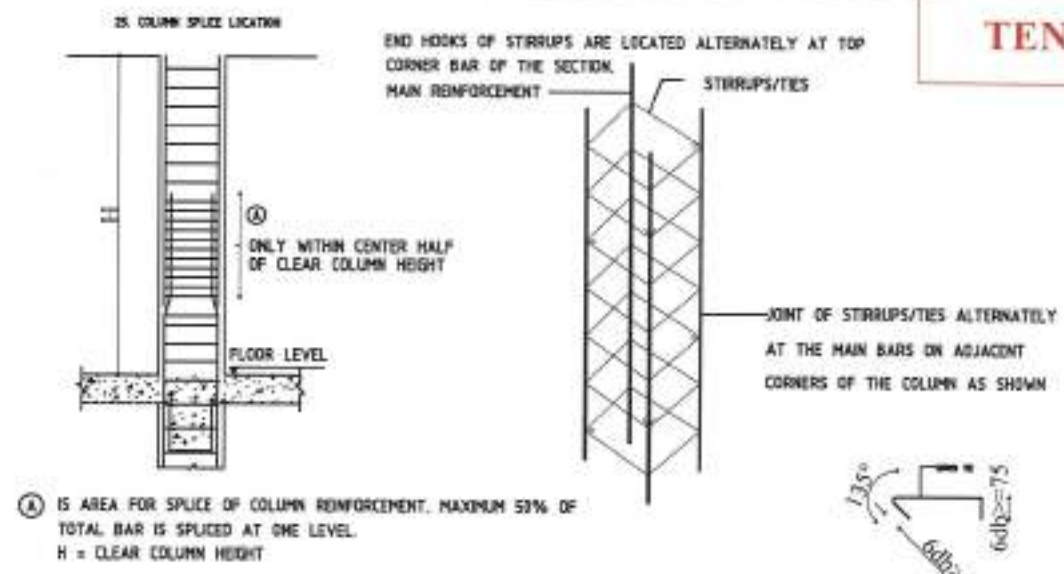 25. COLUMN SPLICE LOCATION
TEN
END HOOKS OF STIRRUPS ARE LOCATED ALTERNATELY AT TOP
CORNER BAR OF THE SECTION.
MAIN REINFORCEMENT
STIRRUPS/TIES
H
A
ONLY WITHIN CENTER HALF
OF CLEAR COLUMN HEIGHT
FLOOR LEVEL
JOINT OF STIRRUPS/TIES ALTERNATELY
AT THE MAIN BARS ON ADJACENT
CORNERS OF THE COLUMN AS SHOWN
A IS AREA FOR SPLICE OF COLUMN REINFORCEMENT. MAXIMUM 50% OF
TOTAL BAR IS SPLICED AT ONE LEVEL.
H = CLEAR COLUMN HEIGHT
135°
6db>=75
6db>